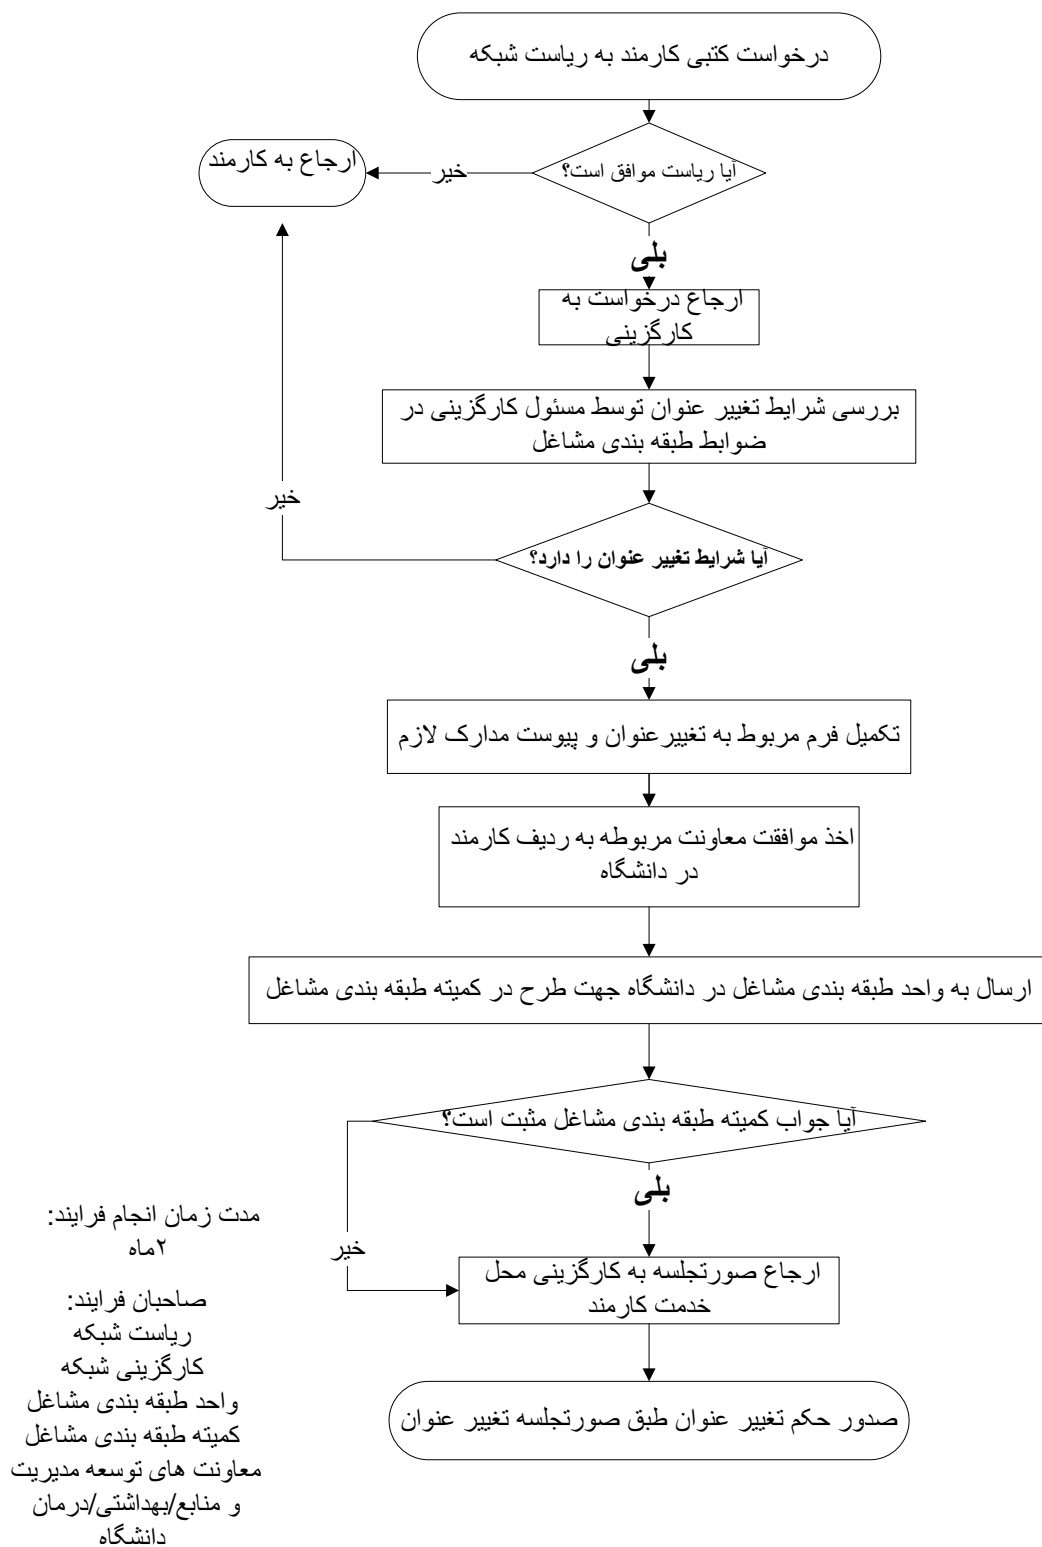 درخواست کتبی کارمند به ریاست شبکه
آیا ریاست موافق است؟
خیر
ارجاع به کارمند
بلی
ارجاع درخواست به
کارگزینی
بررسی شرایط تغییر عنوان توسط مسئول کارگزینی در
ضوابط طبقه بندی مشاغل
خیر
آیا شرایط تغییر عنوان را دارد؟
بلی
تکمیل فرم مربوط به تغییرعنوان و پیوست مدارک لازم
اخذ موافقت معاونت مربوطه به ردیف کارمند
در دانشگاه
ارسال به واحد طبقه بندی مشاغل در دانشگاه جهت طرح در کمیته طبقه بندی مشاغل
آیا جواب کمیته طبقه بندی مشاغل مثبت است؟
بلی
خیر
ارجاع صورتجلسه به کارگزینی محل
خدمت کارمند
صدور حکم تغییر عنوان طبق صورتجلسه تغییر عنوان
مدت زمان انجام فرایند:
۲ماه
صاحبان فرایند:
ریاست شبکه
کارگزینی شبکه
واحد طبقه بندی مشاغل
کمیته طبقه بندی مشاغل
معاونت های توسعه مدیریت
و منابع/بهداشتی/درمان
دانشگاه